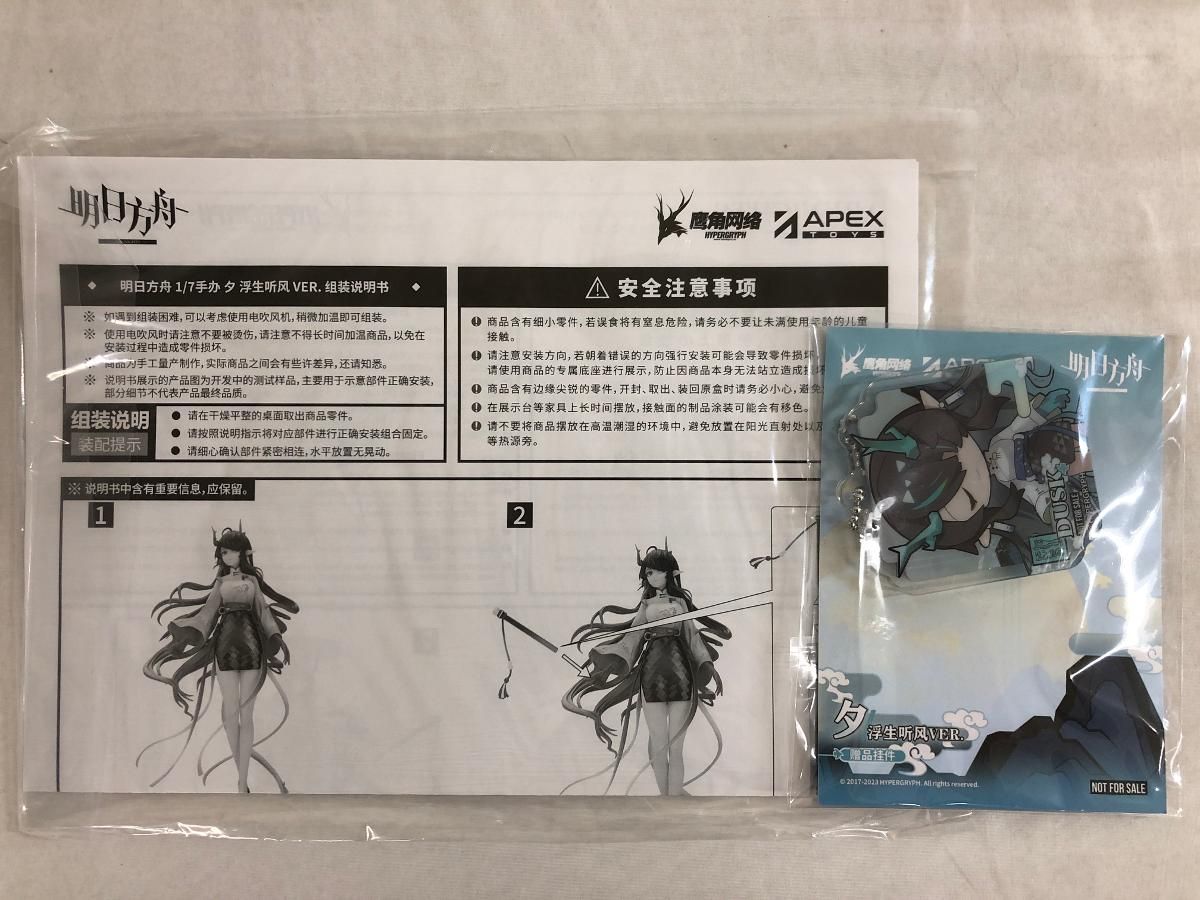 明日方舟
鹰角网络
HYPERGRYPH
APEX
TOYS
明日方舟 1/7手办 夕 浮生听风 VER. 组装说明书
※ 如遇到组装困难,可以考虑使用电吹风机,稍微加温即可组装。
※ 使用电吹风时请注意不要被烫伤,请注意不得长时间加温商品,以免在
安装过程中造成零件损坏。
※ 商品为手工量产制作,实际商品之间会有些许差异,还请知悉。
※ 说明书展示的产品图为开发中的测试样品,主要用于示意部件正确安装,
部分细节不代表产品最终品质。
组装说明
装配提示
● 请在干燥平整的桌面取出商品零件。
● 请按照说明指示将对应部件进行正确安装组合固定。
● 请细心确认部件紧密相连,水平放置无晃动。
安全注意事项
商品含有细小零件,若误食将有窒息危险,请务必不要让未满使用年龄的儿童
接触。
请注意安装方向,若朝着错误的方向强行安装可能会导致零件损坏,
请使用商品的专属底座进行展示,防止因商品本身无法站立造成损坏
商品含有边缘尖锐的零件,开封、取出、装回原盒时请务必小心,避免
在展示台等家具上长时间摆放,接触面的制品涂装可能会有移色。
请不要将商品摆放在高温潮湿的环境中,避免放置在阳光直射处以及
等热源旁。
※ 说明书中含有重要信息,应保留。
1
2
鹰角网络
明日方舟
DUSK
NOT FOR SALE
HYPERGRYPH
夕 浮生听风VER.
赠品挂件
© 2017-2023 HYPERGRYPH. All rights reserved.
NOT FOR SALE